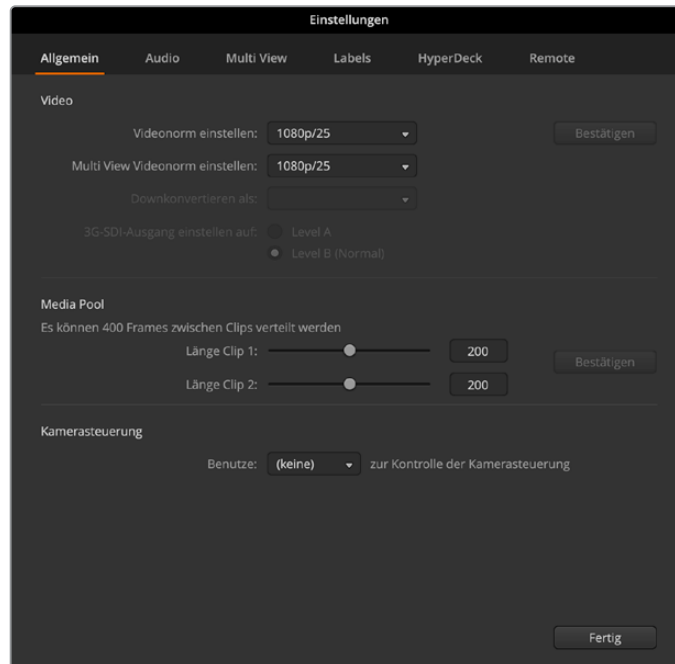 Einstellungen
Allgemein Audio Multi View Labels HyperDeck Remote
Video
Videonorm einstellen: 1080p/25 Bestätigen
Multi View Videonorm einstellen: 1080p/25
Downkonvertieren als:
3G-SDI-Ausgang einstellen auf: Level A
Level B (Normal)
Media Pool
Es können 400 Frames zwischen Clips verteilt werden
Länge Clip 1: 200
Bestätigen
Länge Clip 2: 200
Kamerasteuerung
Benutze: (keine) zur Kontrolle der Kamerasteuerung
Fertig